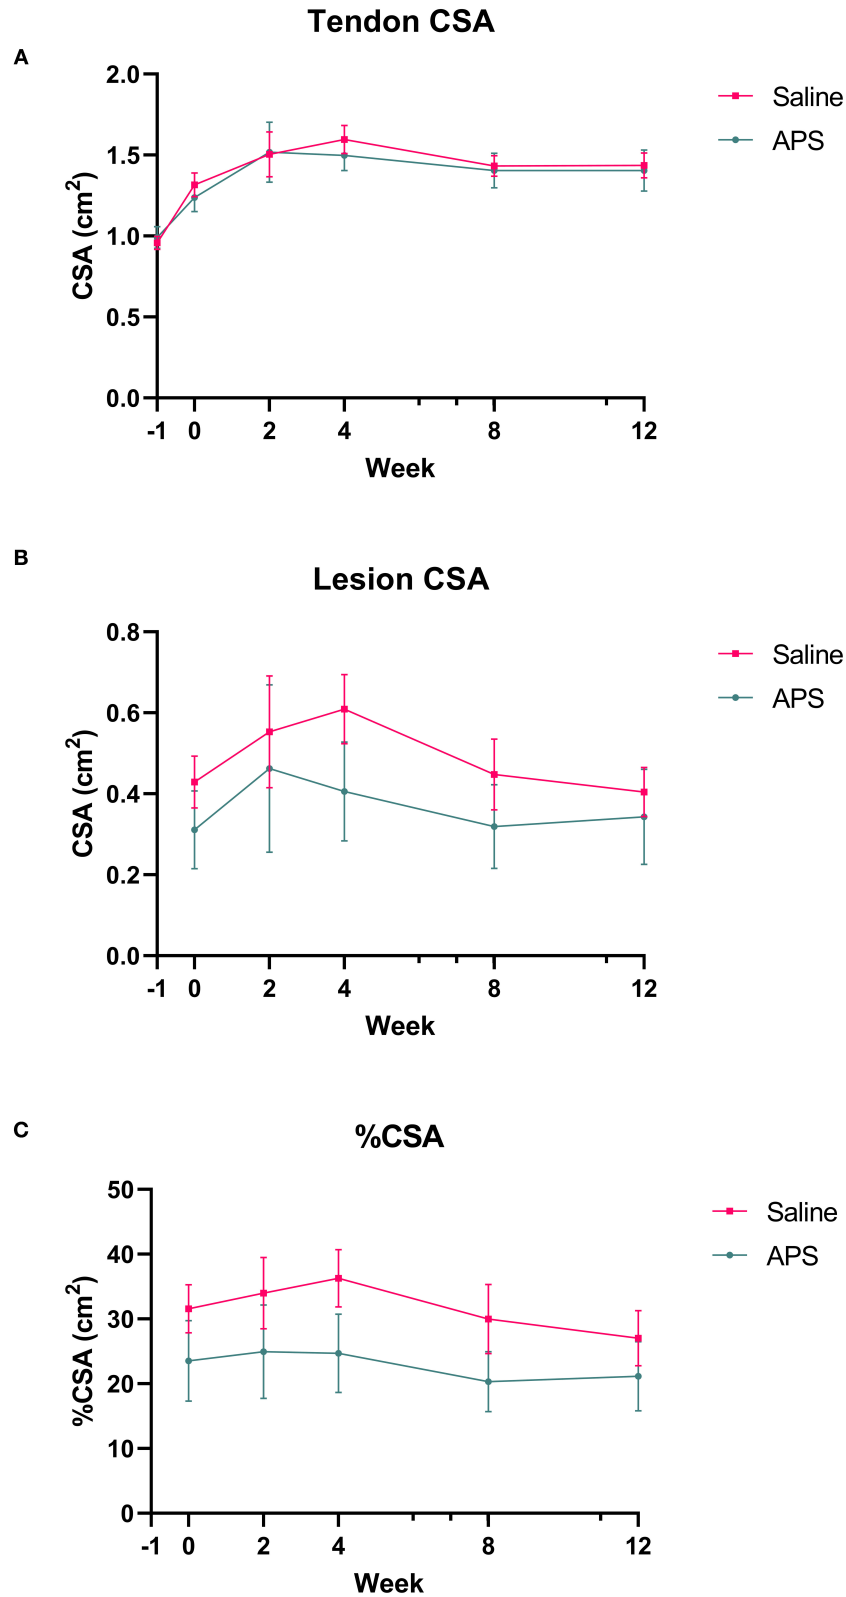 Tendon CSA
A
2.0
1.5
1.0
0.5
0.0
CSA (cm²)
-1 0 2 4 8 12
Week
Saline
APS
B
Lesion CSA
0.8
0.6
0.4
0.2
0.0
CSA (cm²)
-1 0 2 4 8 12
Week
Saline
APS
C
%CSA
50
40
30
20
10
0
%CSA (cm²)
-1 0 2 4 8 12
Week
Saline
APS